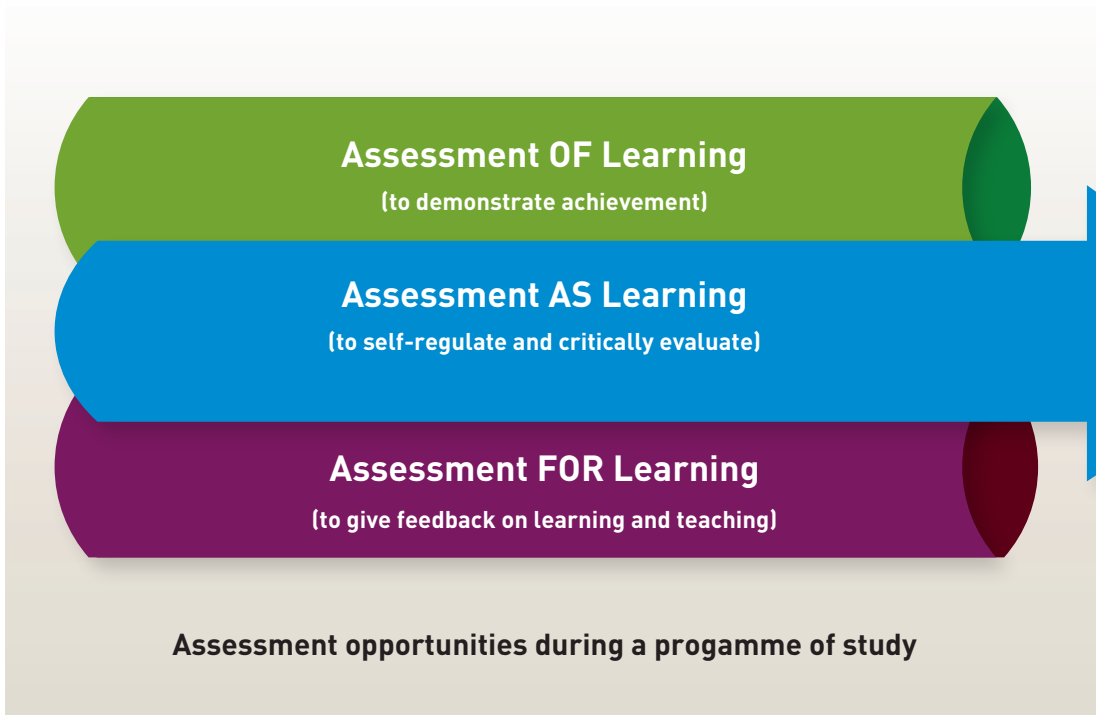 Assessment OF Learning
(to demonstrate achievement)
Assessment AS Learning
(to self-regulate and critically evaluate)
Assessment FOR Learning
(to give feedback on learning and teaching)
Assessment opportunities during a progamme of study